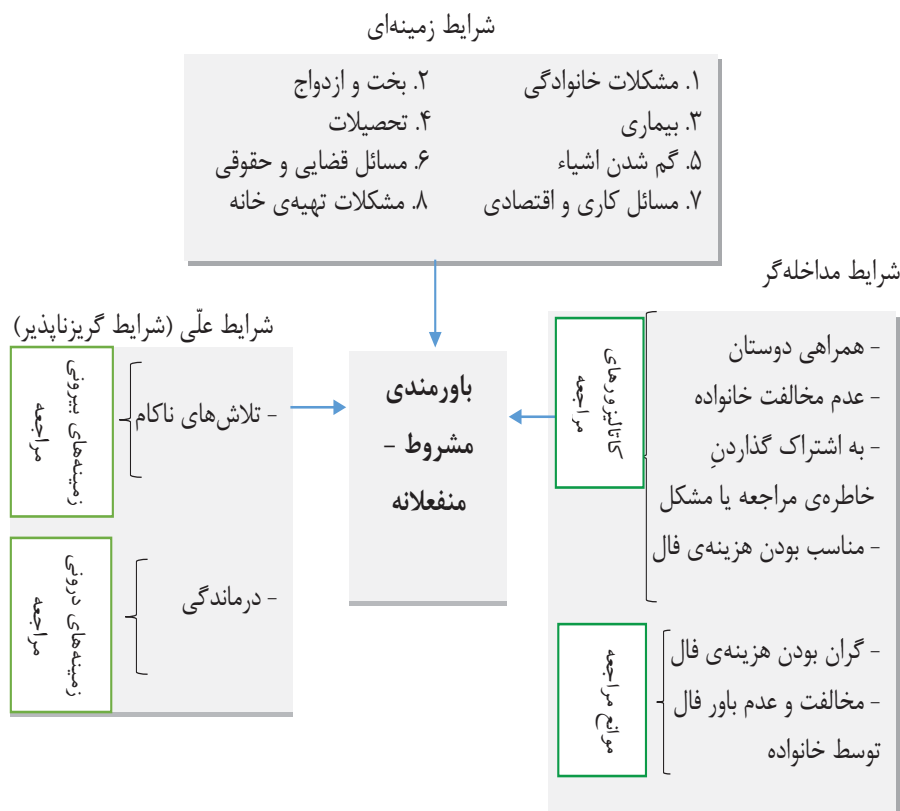 شرایط زمینه‌ای
۱. مشکلات خانوادگی ۲. بخت و ازدواج
۳. بیماری ۴. تحصیلات
۵. گم شدن اشیاء ۶. مسائل قضایی و حقوقی
۷. مسائل کاری و اقتصادی ۸. مشکلات تهیه‌ی خانه
شرایط مداخله‌گر
کاتالیزورهای
مراجعه
- همراهی دوستان
- عدم مخالفت خانواده
- به اشتراک گذاردنِ
خاطره‌ی مراجعه یا مشکل
- مناسب بودن هزینه‌ی فال
موانع مراجعه
- گران بودن هزینه‌ی فال
- مخالفت و عدم باور فال
توسط خانواده
باورمندی
مشروط -
منفعلانه
شرایط علّی (شرایط گریزناپذیر)
زمینه‌های بیرونی
مراجعه
- تلاش‌های ناکام
زمینه‌های درونی
مراجعه
- درماندگی